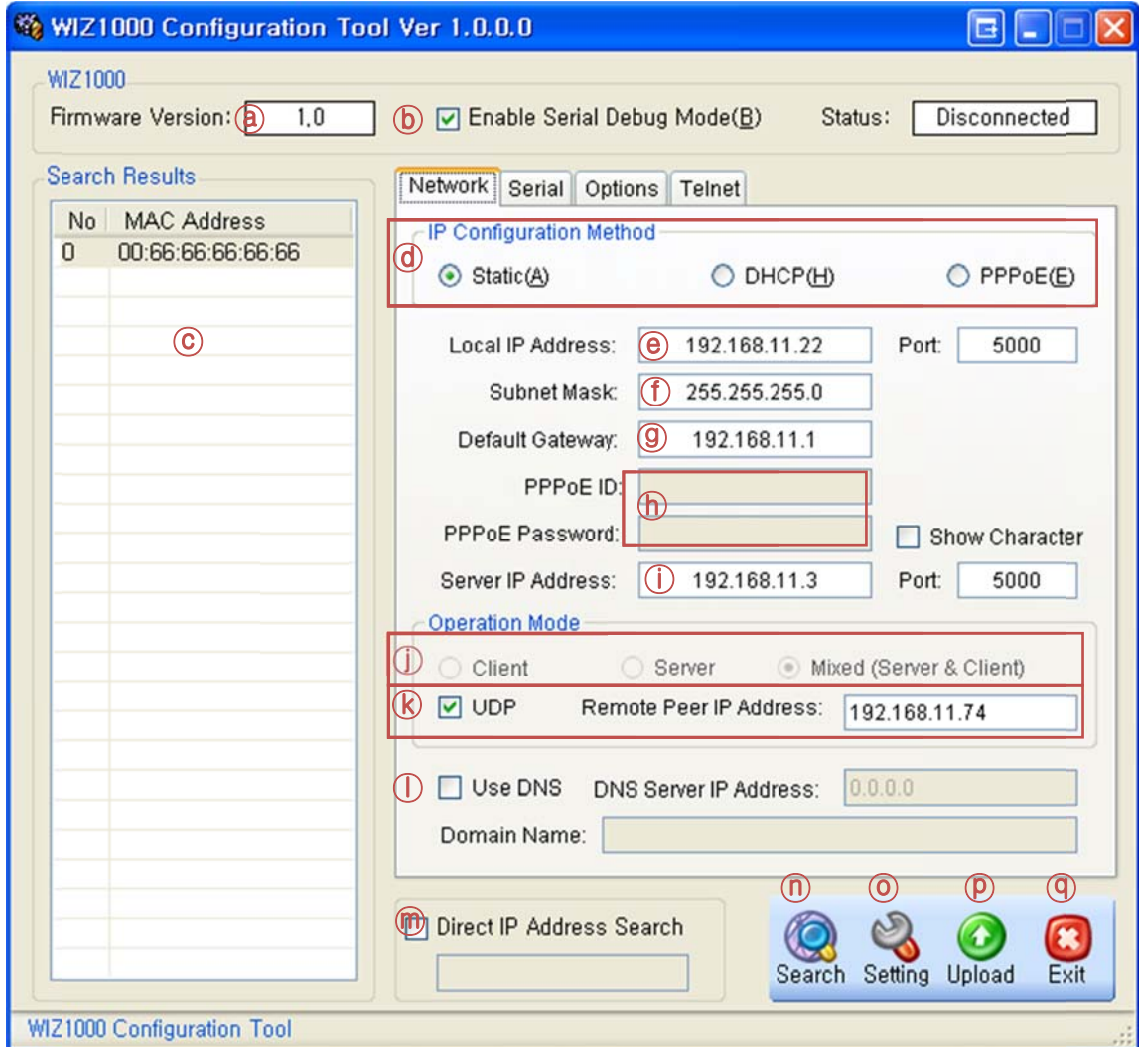 WIZ1000 Configuration Tool Ver 1.0.0.0
WIZ1000
Firmware Version: ⓐ 1.0 ⓑ Enable Serial Debug Mode(B) Status: Disconnected
Search Results
No MAC Address
0 00:66:66:66:66:66
ⓒ
Network Serial Options Telnet
IP Configuration Method
ⓓ Static(A) DHCP(H) PPPoE(E)
Local IP Address: ⓔ 192.168.11.22 Port: 5000
Subnet Mask: ⓕ 255.255.255.0
Default Gateway: ⓖ 192.168.11.1
PPPoE ID:
ⓗ
PPPoE Password: Show Character
Server IP Address: ⓘ 192.168.11.3 Port: 5000
Operation Mode
ⓙ Client Server Mixed (Server & Client)
ⓚ UDP Remote Peer IP Address: 192.168.11.74
ⓛ Use DNS DNS Server IP Address: 0.0.0.0
Domain Name:
ⓜ Direct IP Address Search
ⓝ ⓞ ⓟ ⓠ
Search Setting Upload Exit
WIZ1000 Configuration Tool